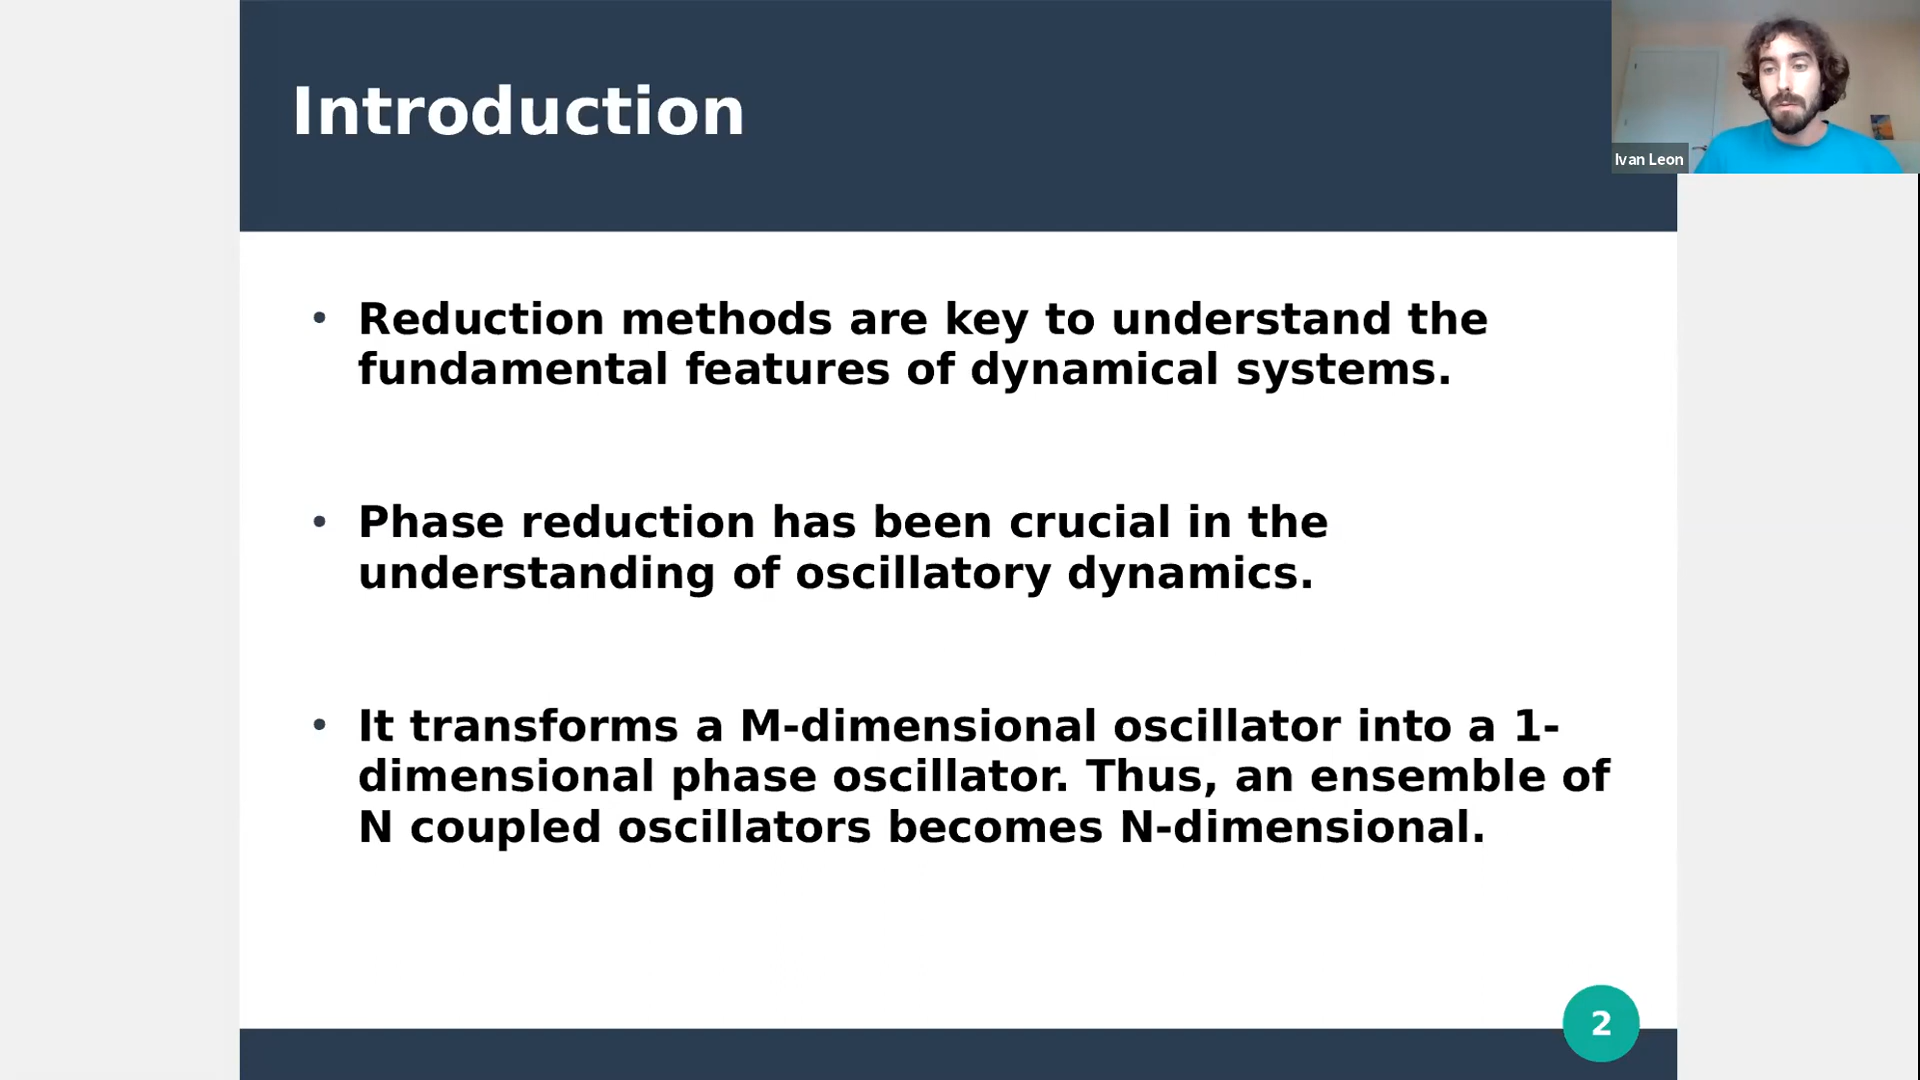 Introduction
Ivan Leon
• Reduction methods are key to understand the
fundamental features of dynamical systems.
• Phase reduction has been crucial in the
understanding of oscillatory dynamics.
• It transforms a M-dimensional oscillator into a 1-
dimensional phase oscillator. Thus, an ensemble of
N coupled oscillators becomes N-dimensional.
2